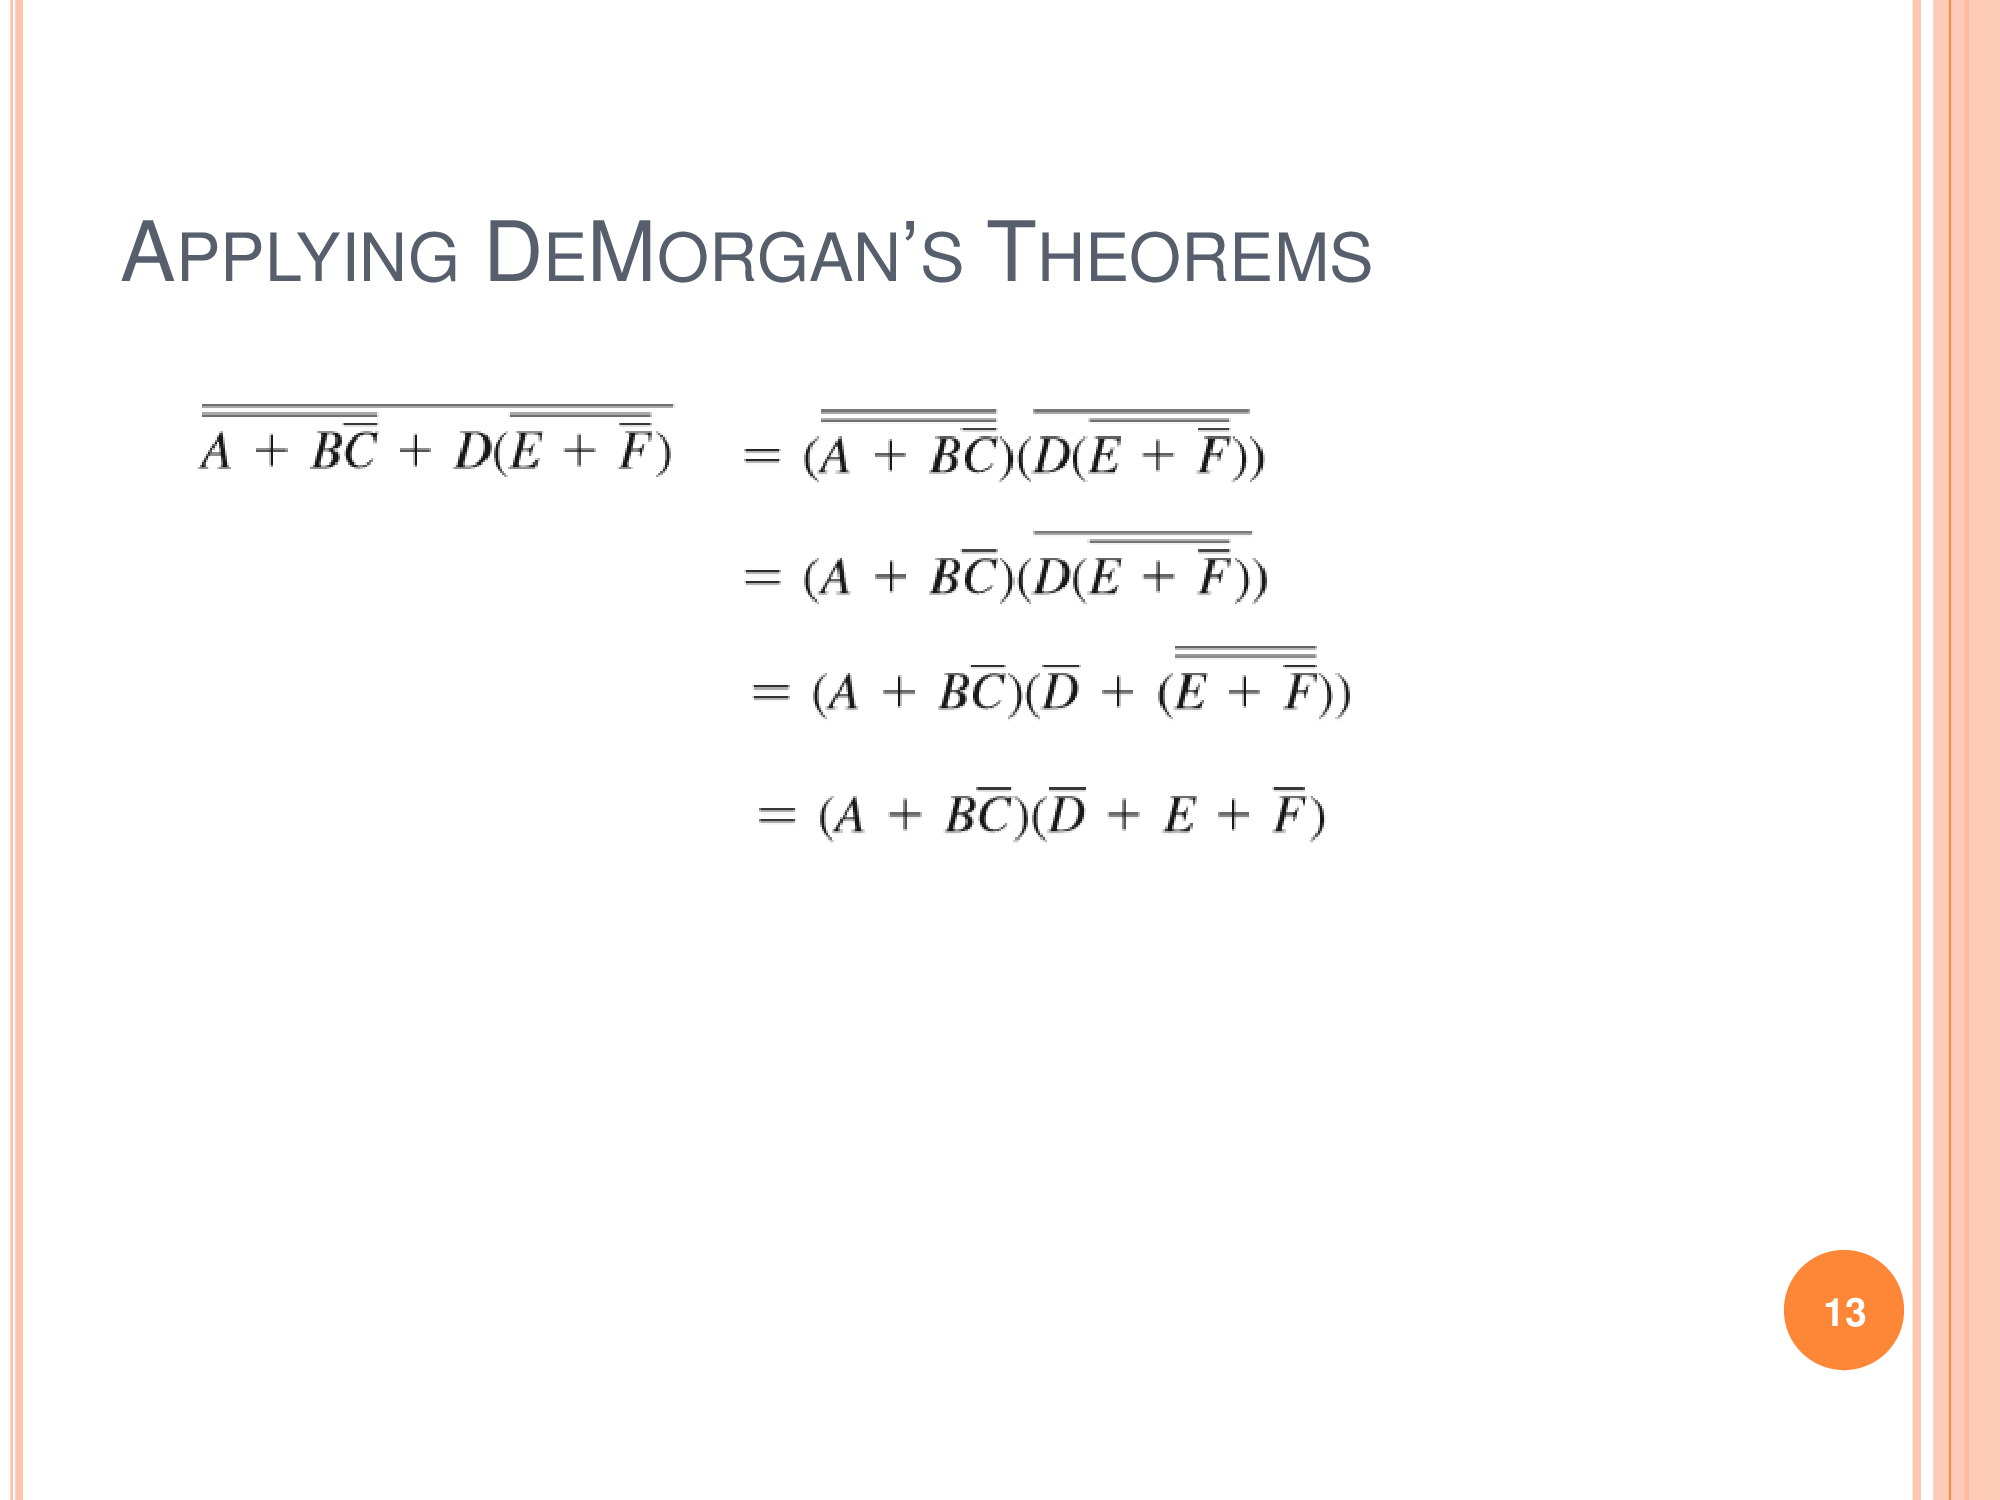 APPLYING DEMORGAN’S THEOREMS
$\overline{\overline{A + B\overline{C}} + D(\overline{E + \overline{F}})} = (\overline{\overline{A + B\overline{C}}})(\overline{D(\overline{E + \overline{F}})})$
$= (A + B\overline{C})(\overline{D(\overline{E + \overline{F}})})$
$= (A + B\overline{C})(\overline{D} + (\overline{\overline{E + \overline{F}}}))$
$= (A + B\overline{C})(\overline{D} + E + \overline{F})$
13